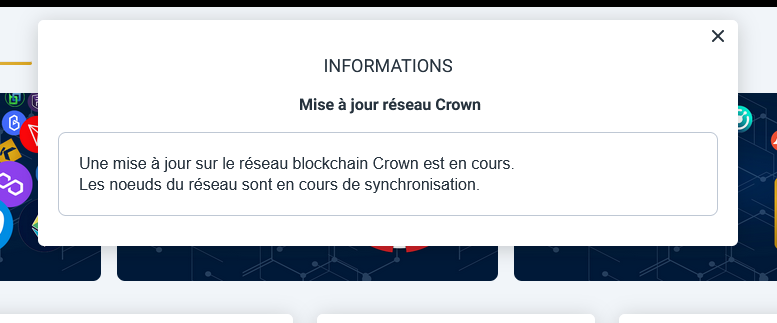 INFORMATIONS
Mise à jour réseau Crown
Une mise à jour sur le réseau blockchain Crown est en cours.
Les noeuds du réseau sont en cours de synchronisation.